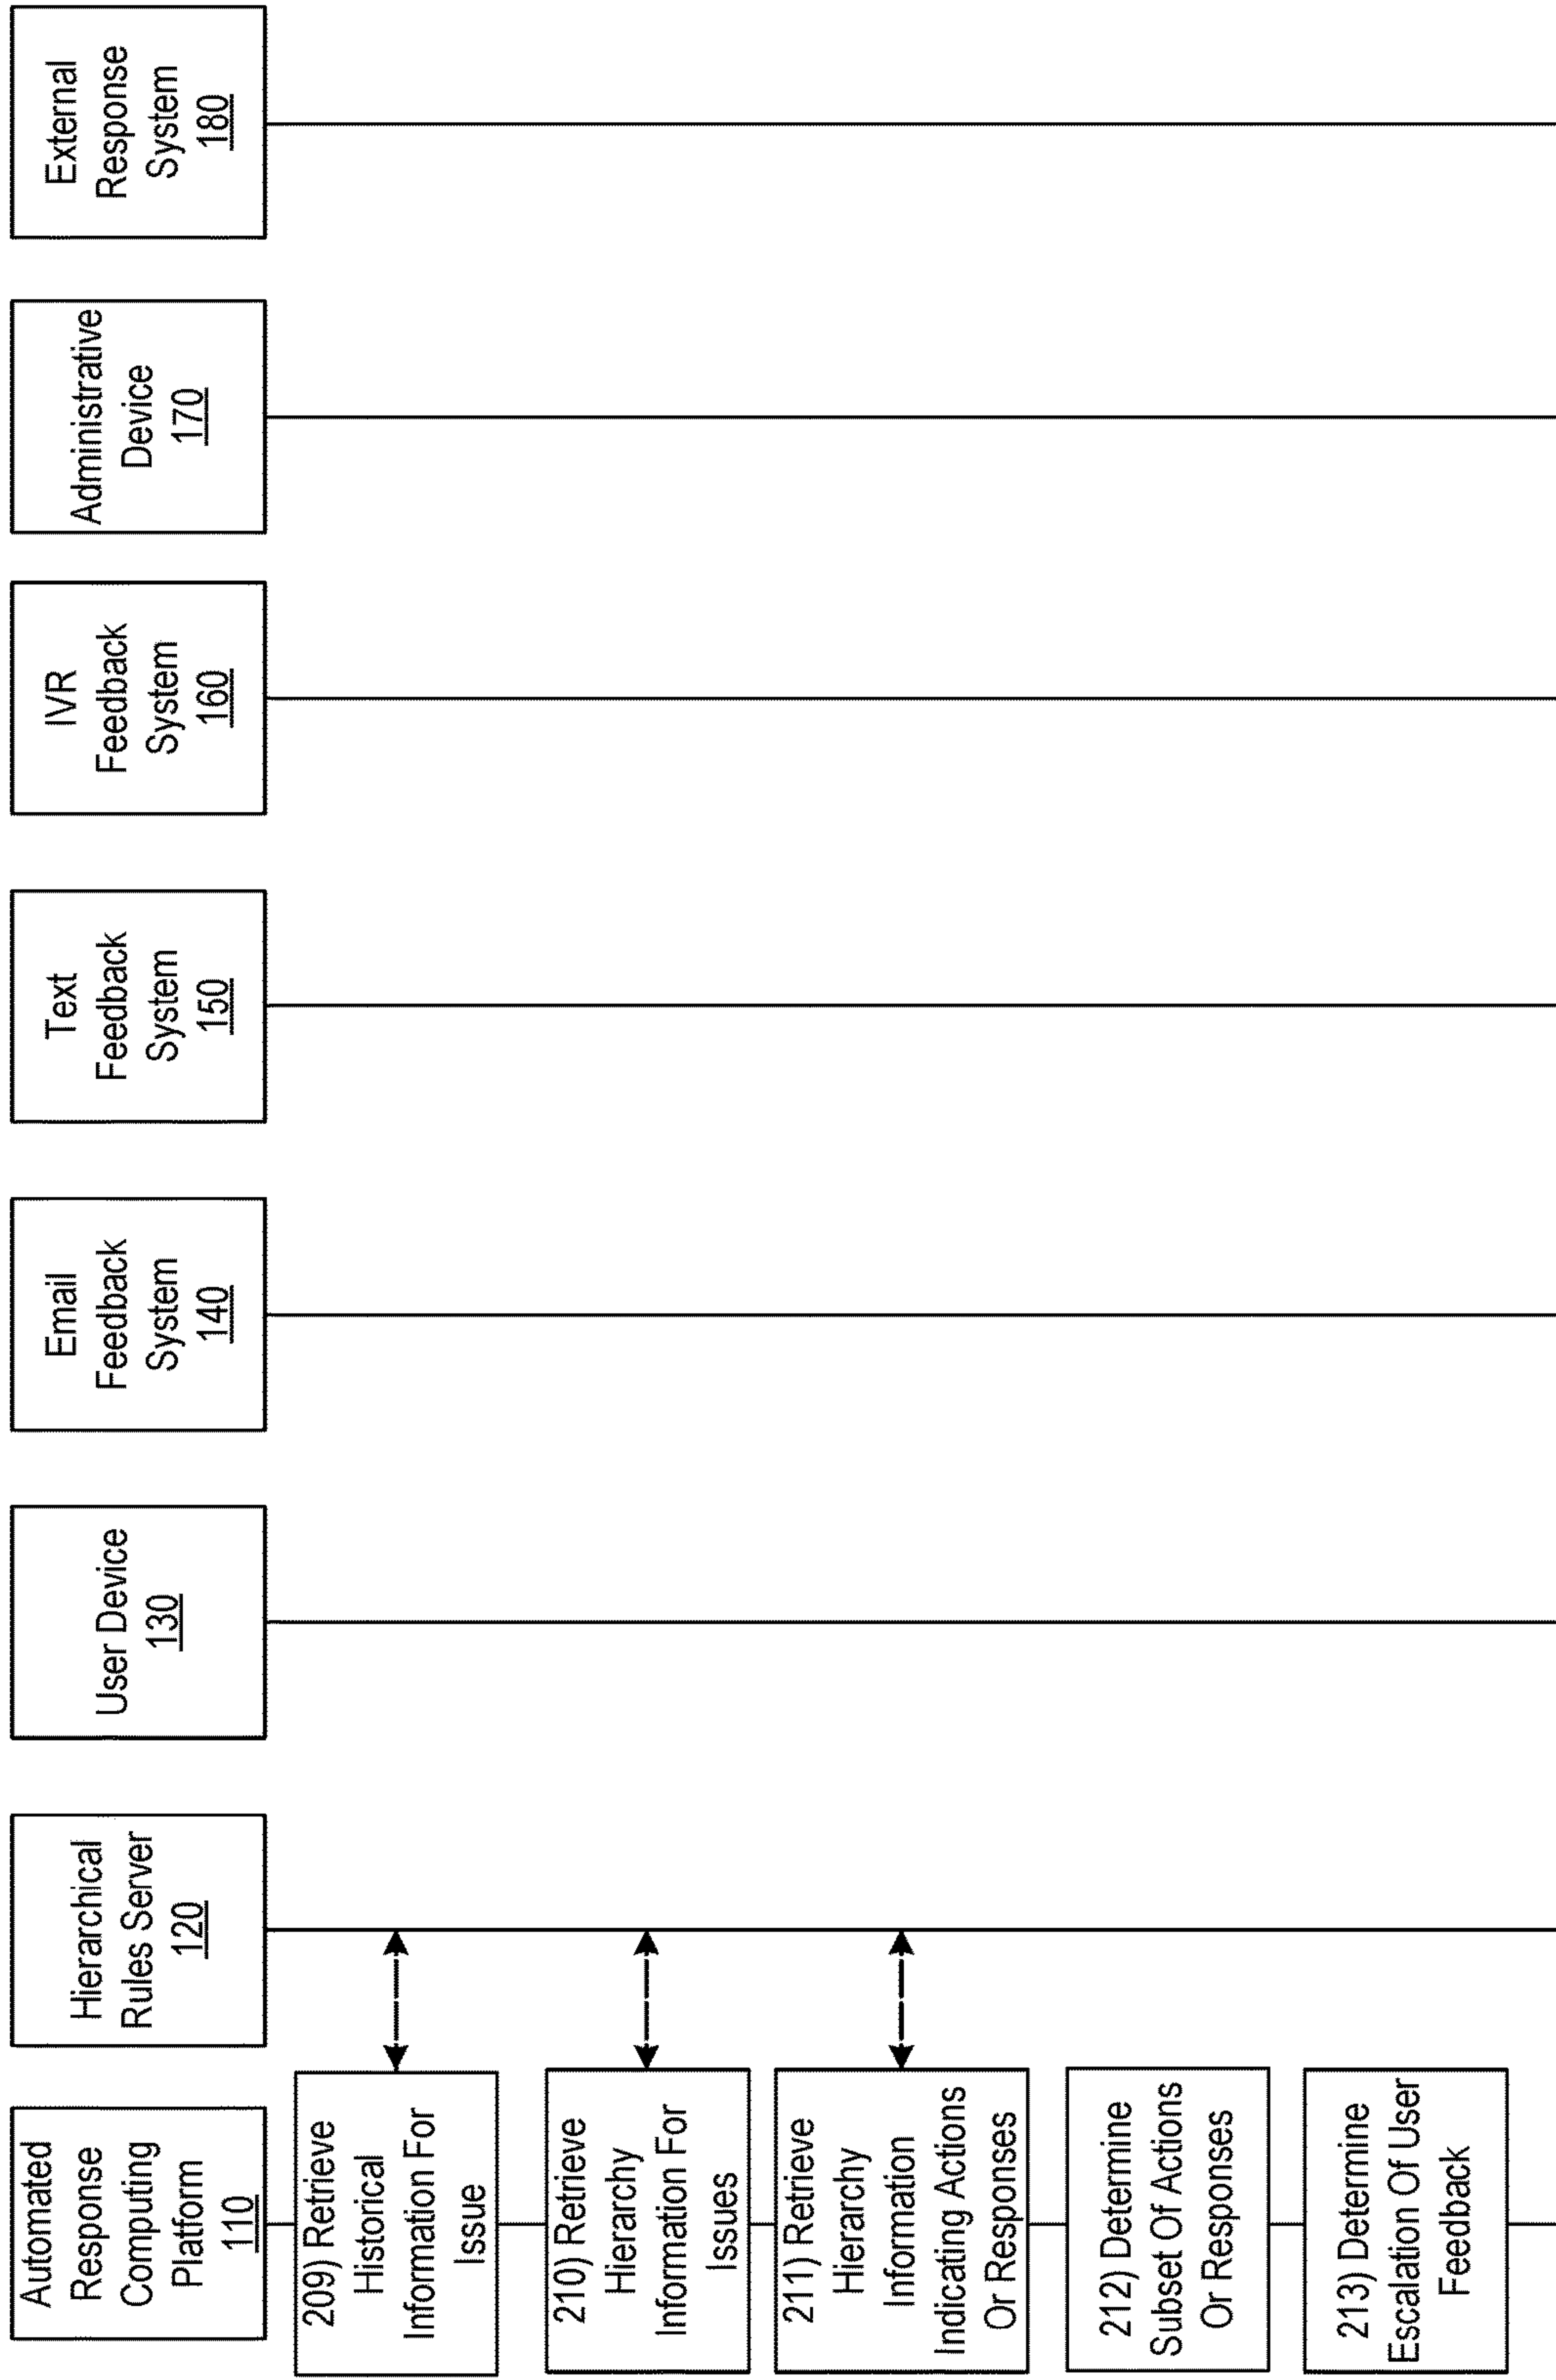 Automated
Response
Computing
Platform
110
Hierarchical
Rules Server
120
User Device
130
Email
Feedback
System
140
Text
Feedback
System
150
IVR
Feedback
System
160
Administrative
Device
170
External
Response
System
180
209) Retrieve
Historical
Information For
Issue
210) Retrieve
Hierarchy
Information For
Issues
211) Retrieve
Hierarchy
Information
Indicating Actions
Or Responses
212) Determine
Subset Of Actions
Or Responses
213) Determine
Escalation Of User
Feedback